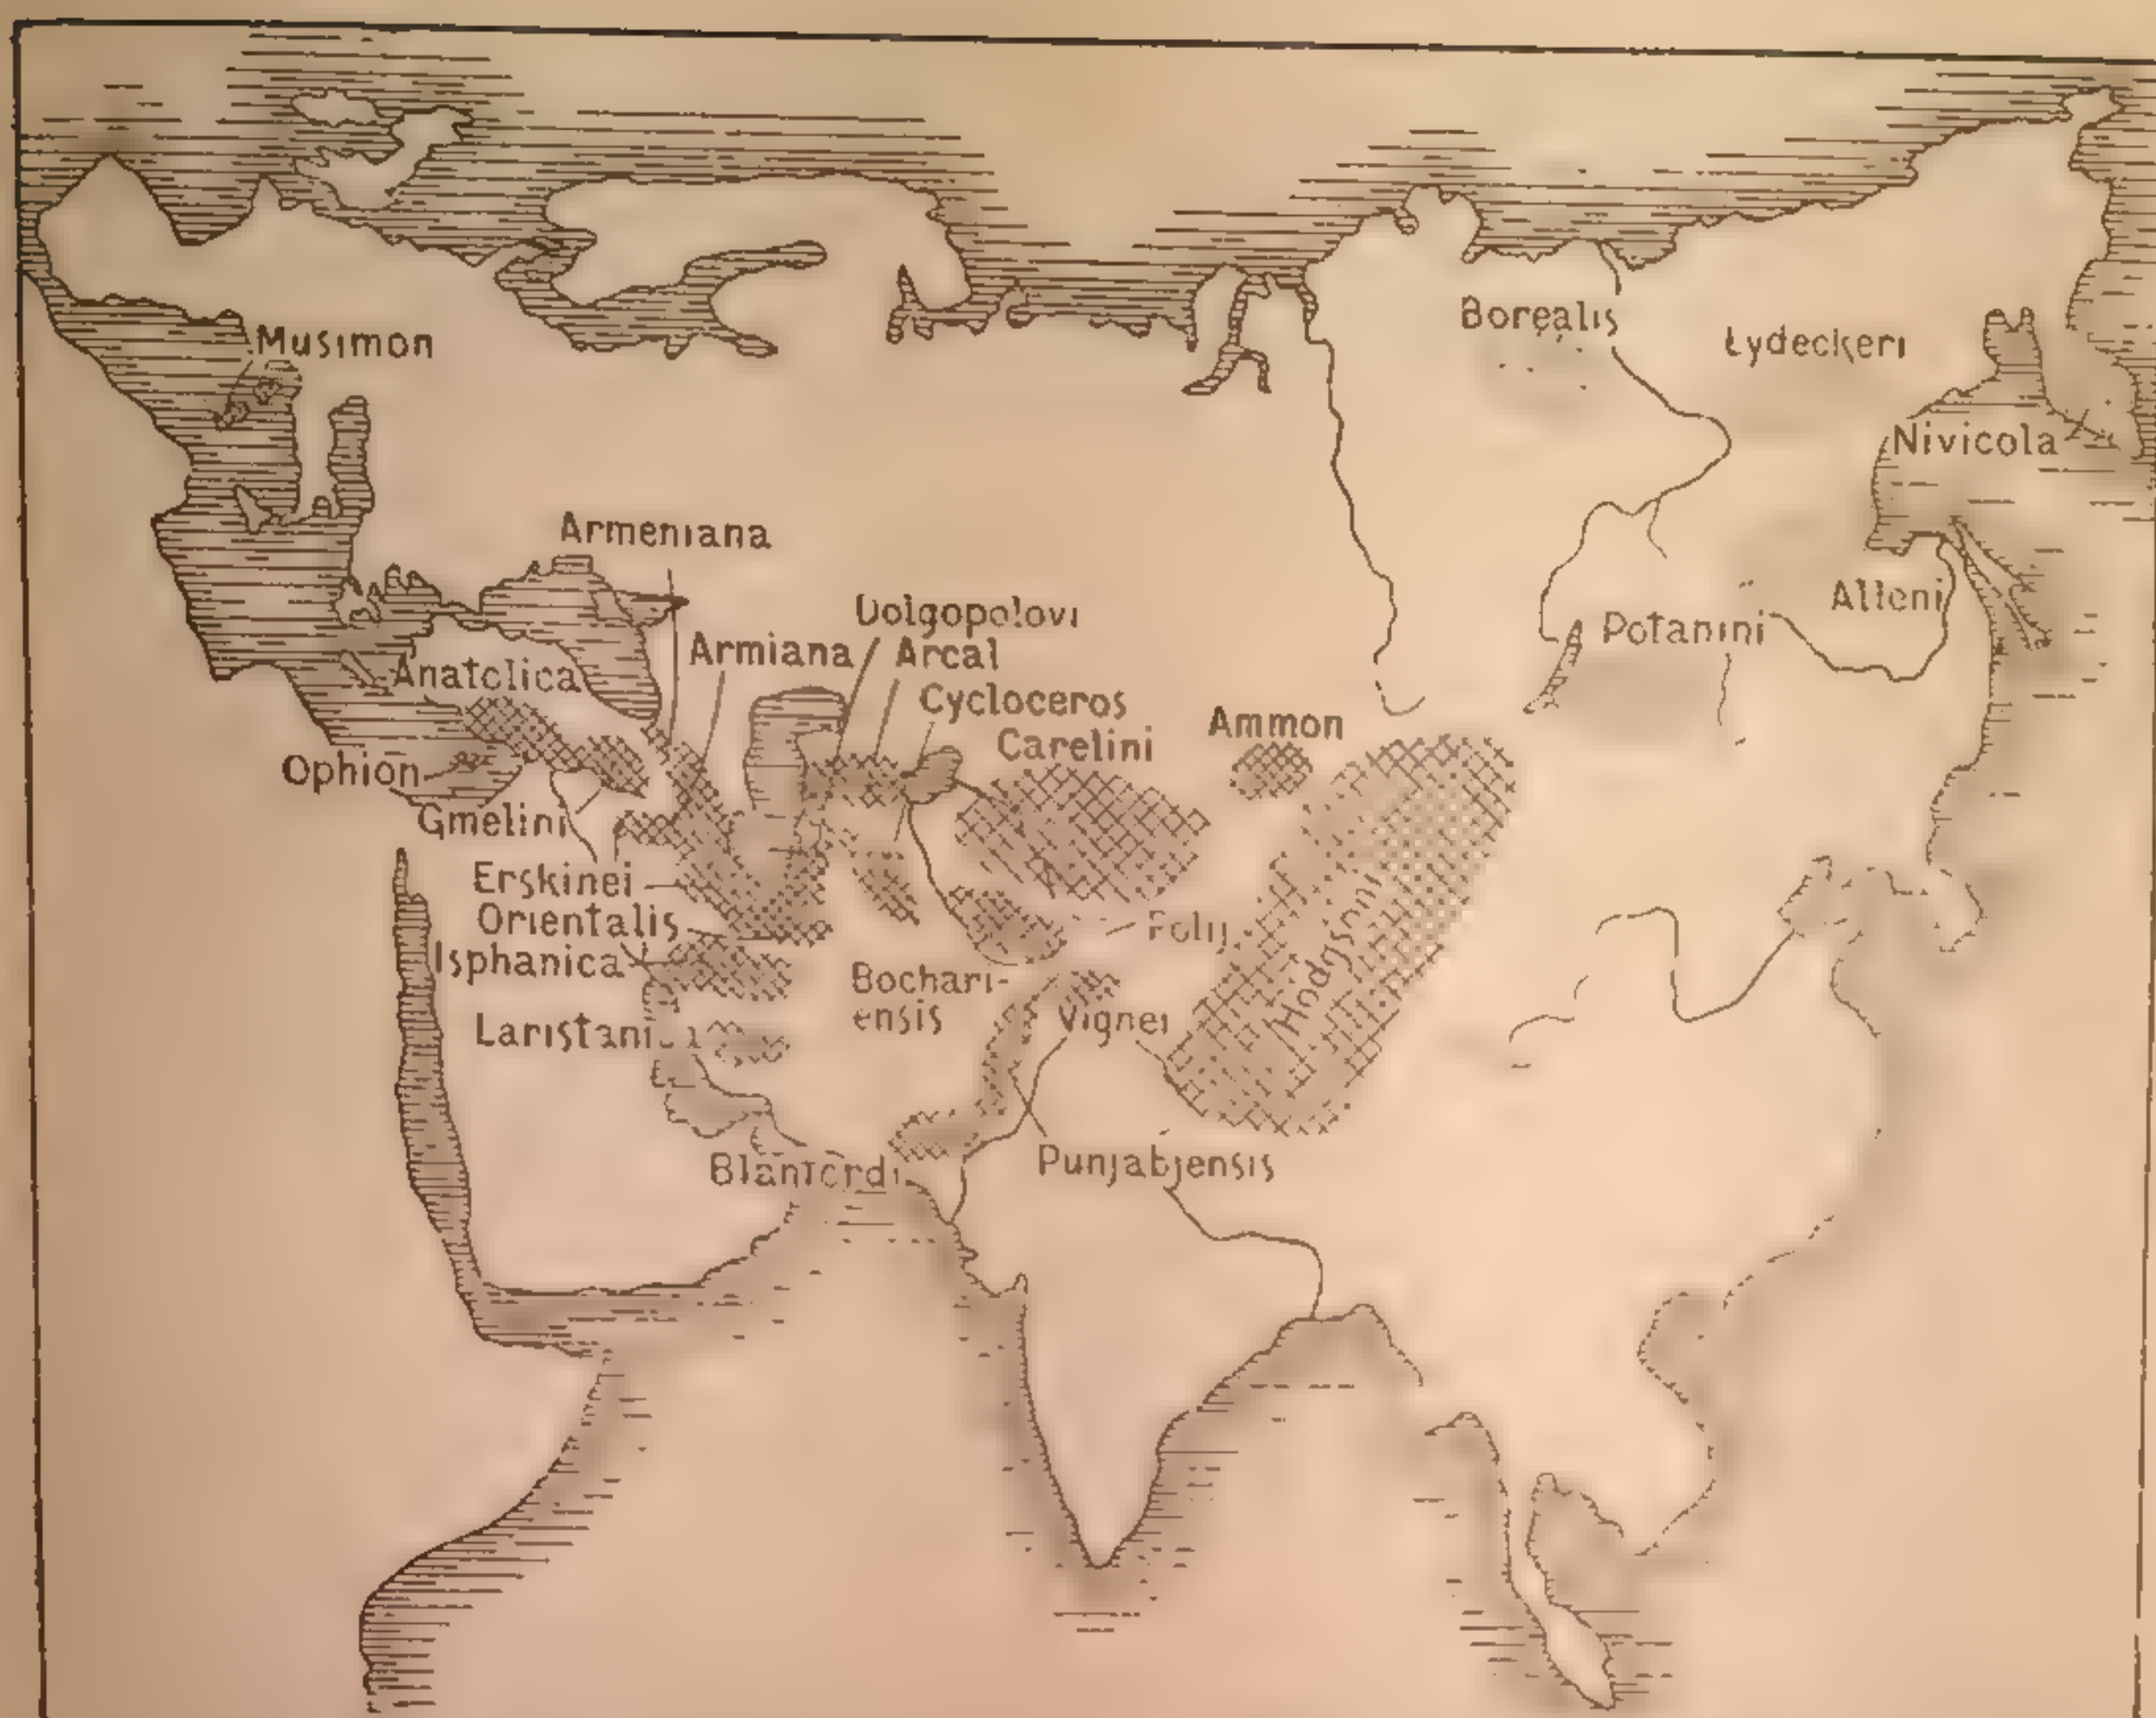 Borealis
Lydeckeri
Musimon
Nivicola
Armeniana
Alleni
Dolgopolovi
Potanini
Armiana
Arcal
Anatolica
Cycloceros
Ammon
Carelini
Ophion
Gmelini
Erskinei
Orientalis
Isphanica
Hodgsoni
Bochari-
ensis
Vignei
Blanfordi
Punjabiensis